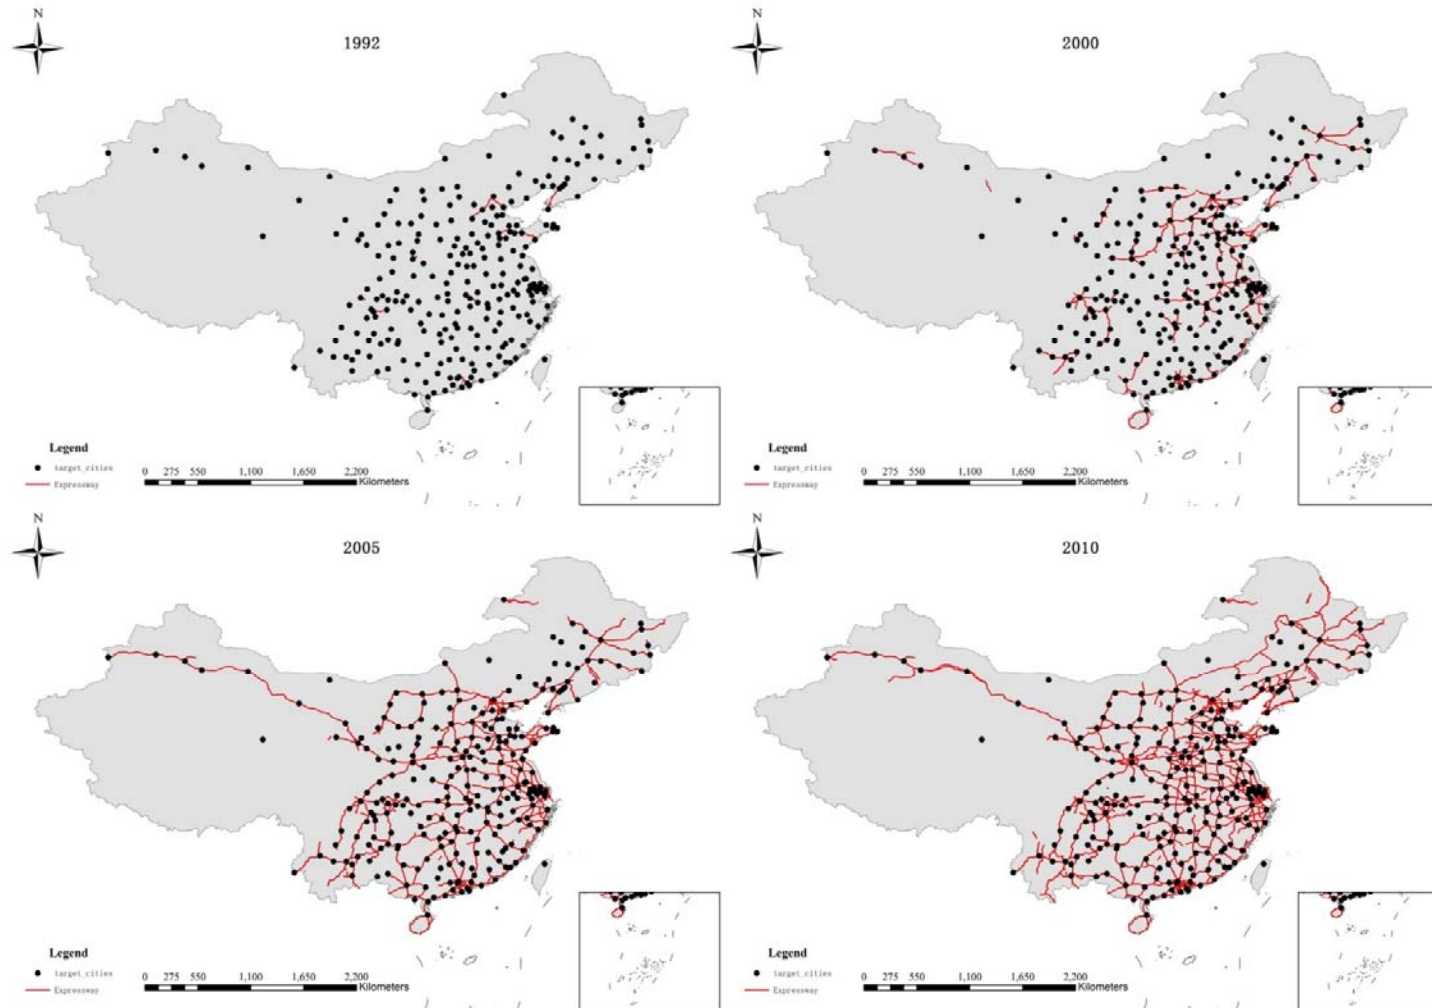 N
1992
Legend
target_cities
Expressway
0 275 550 1,100 1,650 2,200
Kilometers
N
2000
Legend
target_cities
Expressway
0 275 550 1,100 1,650 2,200
Kilometers
N
2005
Legend
target_cities
Expressway
0 275 550 1,100 1,650 2,200
Kilometers
N
2010
Legend
target_cities
Expressway
0 275 550 1,100 1,650 2,200
Kilometers